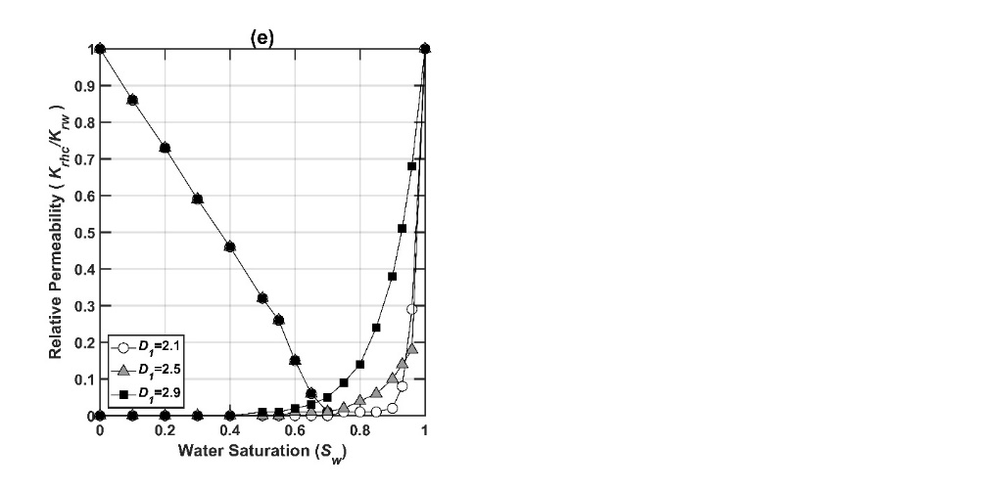 (e)
1
0.9
0.8
0.7
0.6
0.5
0.4
0.3
0.2
0.1
0
Relative Permeability ( Krhc/Krw )
D1=2.1
D1=2.5
D1=2.9
0 0.2 0.4 0.6 0.8 1
Water Saturation (Sw)